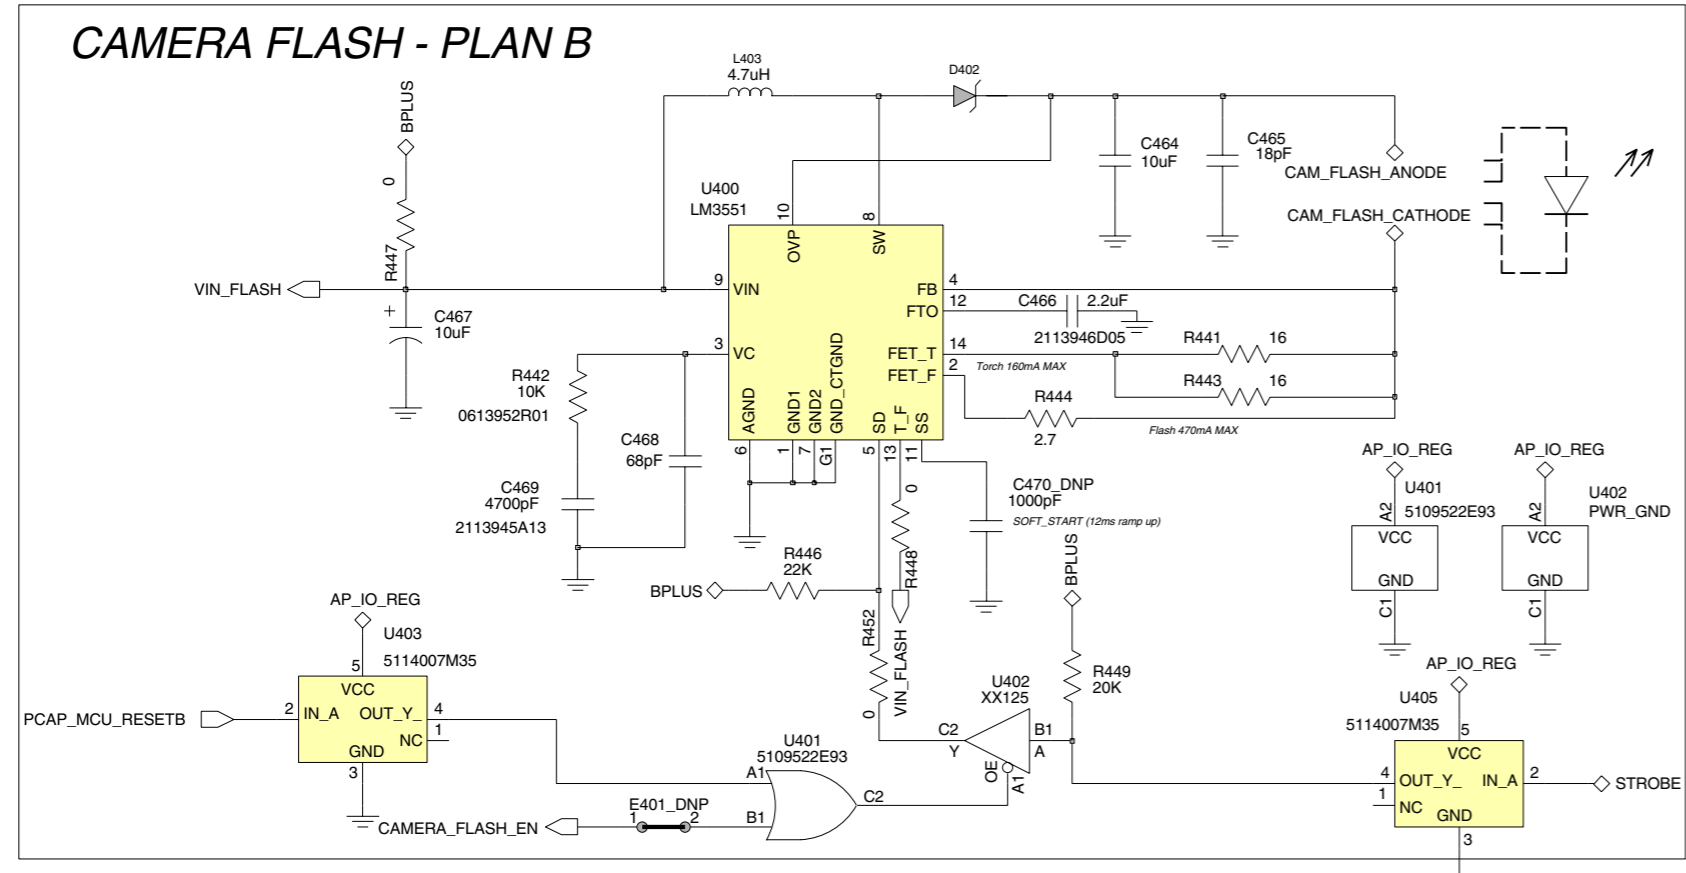 CAMERA FLASH - PLAN B
BPLUS
0
R447
VIN_FLASH
+
C467
10uF
L403
4.7uH
D402
C464
10uF
C465
18pF
CAM_FLASH_ANODE
CAM_FLASH_CATHODE
U400
LM3551
10
OVP
8
SW
9
VIN
3
VC
FB
4
FTO
12
FET_T
14
FET_F
2
AGND
GND1
GND2
GND_CTGND
SD
T_F
SS
6
1
7
G1
5
13
11
C466
2.2uF
2113946D05
Torch 160mA MAX
R441
16
R443
16
R444
2.7
Flash 470mA MAX
R442
10K
0613952R01
C468
68pF
C469
4700pF
2113945A13
C470_DNP
1000pF
SOFT_START (12ms ramp up)
0
R448
VIN_FLASH
BPLUS
R446
22K
R452
0
BPLUS
R449
20K
AP_IO_REG
U401
5109522E93
A2
VCC
GND
C1
AP_IO_REG
U402
PWR_GND
A2
VCC
GND
C1
AP_IO_REG
U403
5114007M35
5
VCC
PCAP_MCU_RESETB
2
IN_A
OUT_Y_
4
NC
1
GND
3
U401
5109522E93
A1
B1
C2
CAMERA_FLASH_EN
E401_DNP
1
2
U402
XX125
C2
Y
B1
A
OE
A1
AP_IO_REG
U405
5114007M35
5
VCC
4
OUT_Y_
IN_A
2
STROBE
1
NC
GND
3